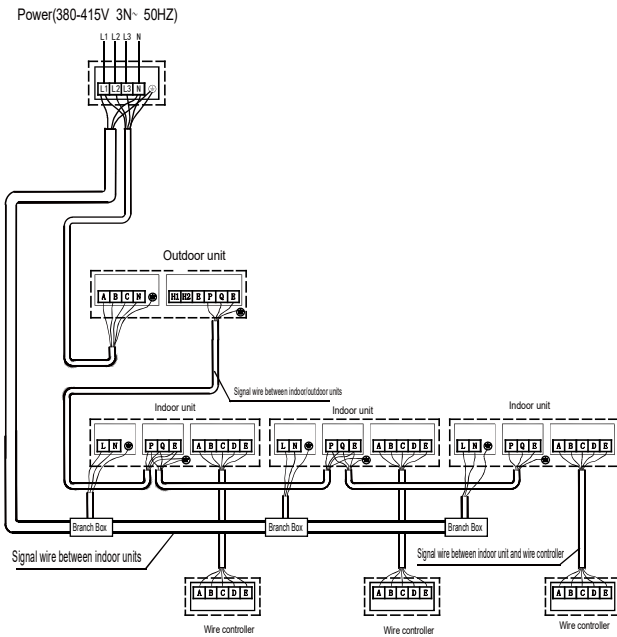 Power(380-415V 3N~ 50HZ)
L1 L2 L3 N
L1 L2 L3 N
Outdoor unit
A B C N
H1 H2 E P Q E
Signal wire between indoor/outdoor units
Indoor unit
Indoor unit
Indoor unit
L N
P Q E
A B C D E
L N
P Q E
A B C D E
L N
P Q E
A B C D E
Branch Box
Branch Box
Branch Box
Signal wire between indoor units
Signal wire between indoor unit and wire controller
A B C D E
A B C D E
A B C D E
Wire controller
Wire controller
Wire controller